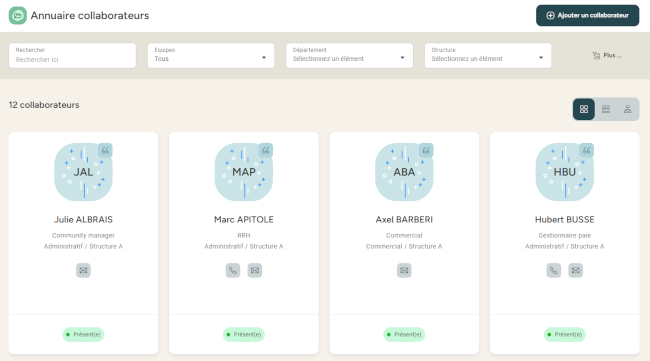 Annuaire collaborateurs
Ajouter un collaborateur
Rechercher
Rechercher ici
Equipes
Tous
Département
Sélectionnez un élément
Structure
Sélectionnez un élément
Plus ...
12 collaborateurs
JAL
Julie ALBRAIS
Community manager
Administratif / Structure A
Présent(e)
MAP
Marc APITOLE
RRH
Administratif / Structure A
Présent(e)
ABA
Axel BARBERI
Commercial
Commercial / Structure A
Présent(e)
HBU
Hubert BUSSE
Gestionnaire paie
Administratif / Structure A
Présent(e)